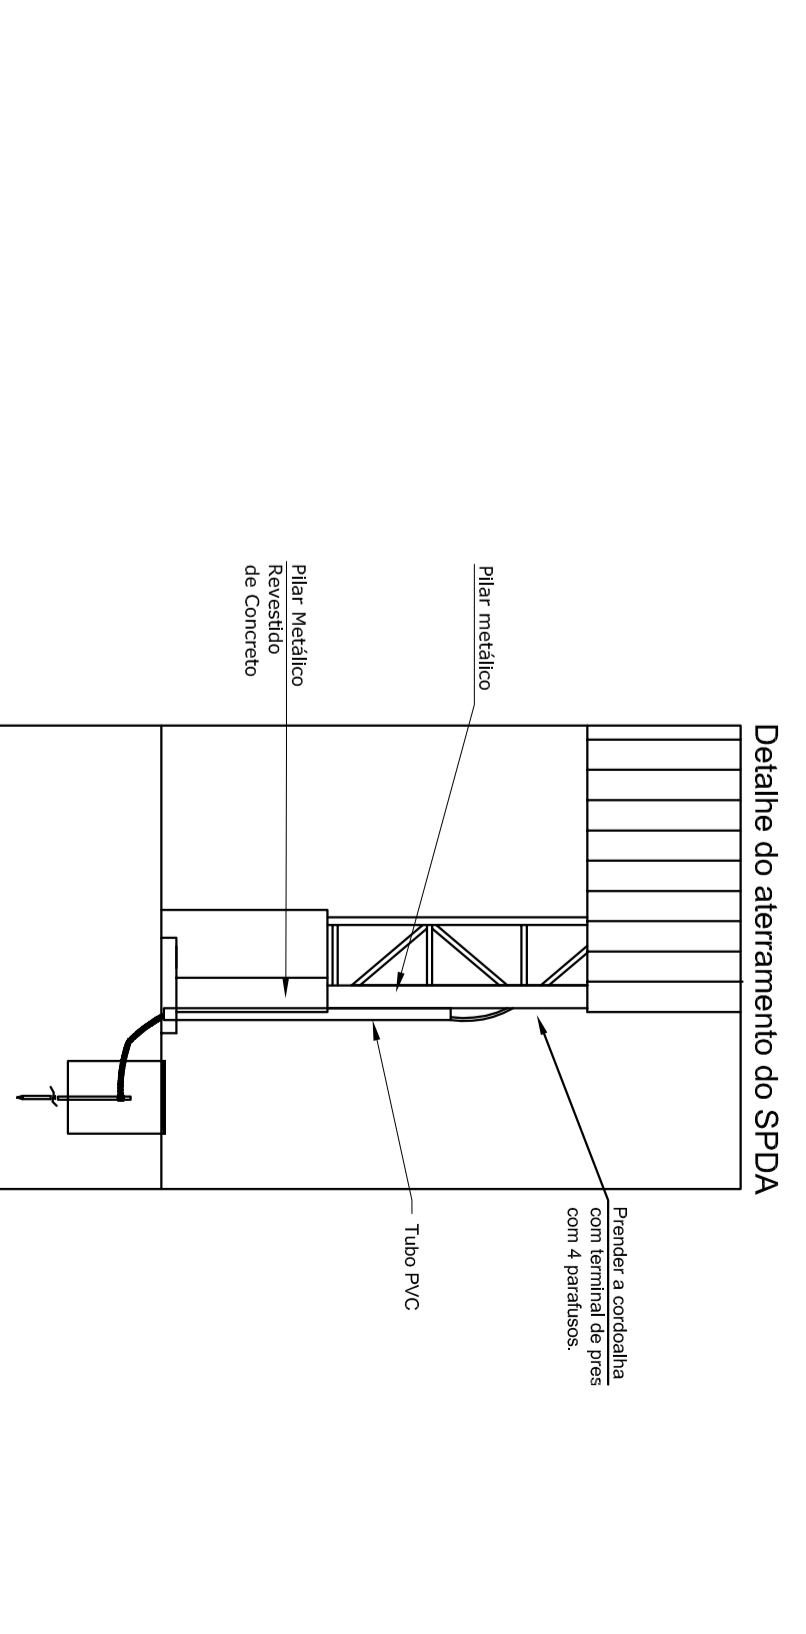 Detalhe do aterramento do SPDA
Pilar metálico
Pilar Metálico
Revestido
de Concreto
Prender a cordoalha
com terminal de pres
com 4 parafusos.
Tubo PVC